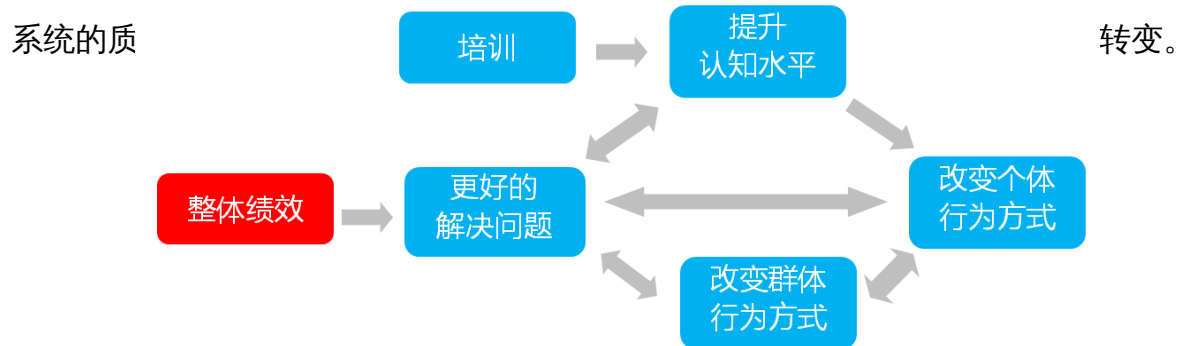 系统的质
转变。
培训
提升
认知水平
整体绩效
更好的
解决问题
改变个体
行为方式
改变群体
行为方式